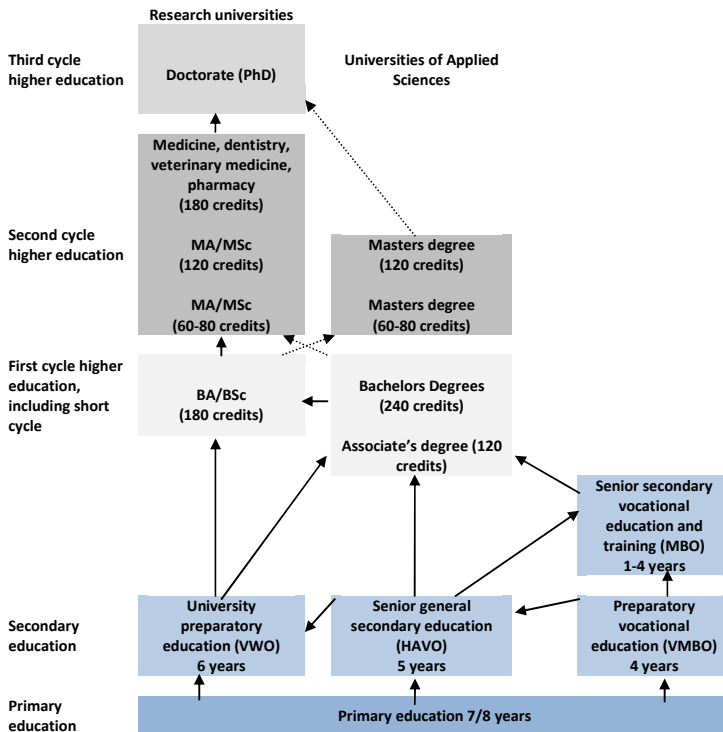 Research universities
Third cycle
higher education
Doctorate (PhD)
Universities of Applied
Sciences
Medicine, dentistry,
veterinary medicine,
pharmacy
(180 credits)
Second cycle
higher education
MA/MSc
(120 credits)
Masters degree
(120 credits)
MA/MSc
(60-80 credits)
Masters degree
(60-80 credits)
First cycle higher
education,
including short
cycle
BA/BSc
(180 credits)
Bachelors Degrees
(240 credits)
Associate’s degree (120
credits)
Senior secondary
vocational
education and
training (MBO)
1-4 years
Secondary
education
University
preparatory
education (VWO)
6 years
Senior general
secondary education
(HAVO)
5 years
Preparatory
vocational
education (VMBO)
4 years
Primary
education
Primary education 7/8 years